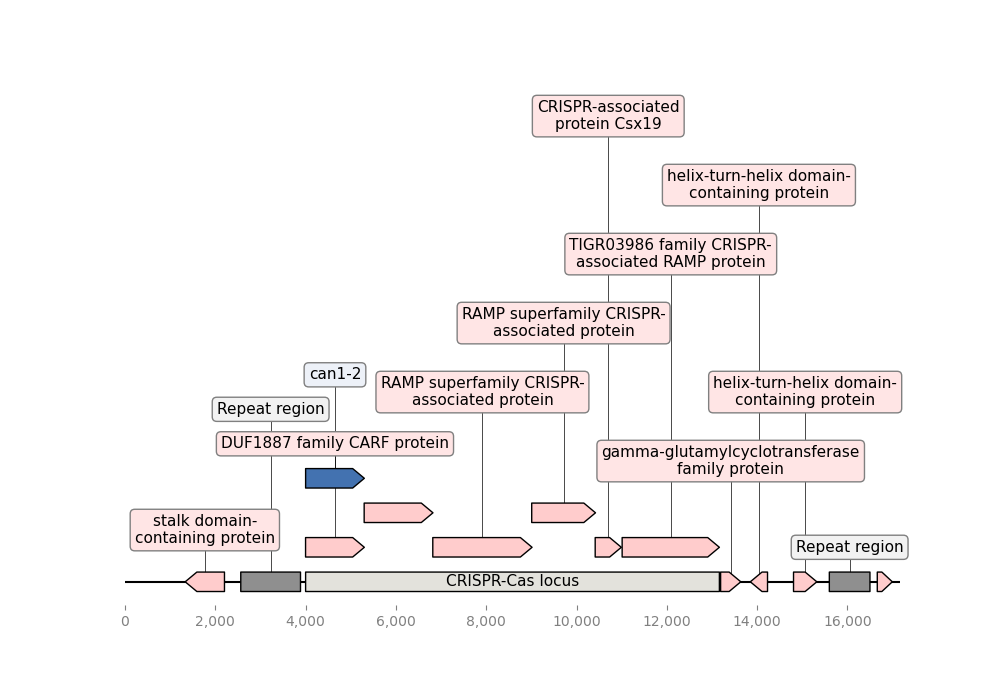 CRISPR-associated
protein Csx19
helix-turn-helix domain-
containing protein
TIGR03986 family CRISPR-
associated RAMP protein
RAMP superfamily CRISPR-
associated protein
can1-2
RAMP superfamily CRISPR-
associated protein
helix-turn-helix domain-
containing protein
Repeat region
DUF1887 family CARF protein
gamma-glutamylcyclotransferase
family protein
stalk domain-
containing protein
Repeat region
CRISPR-Cas locus
0
2,000
4,000
6,000
8,000
10,000
12,000
14,000
16,000